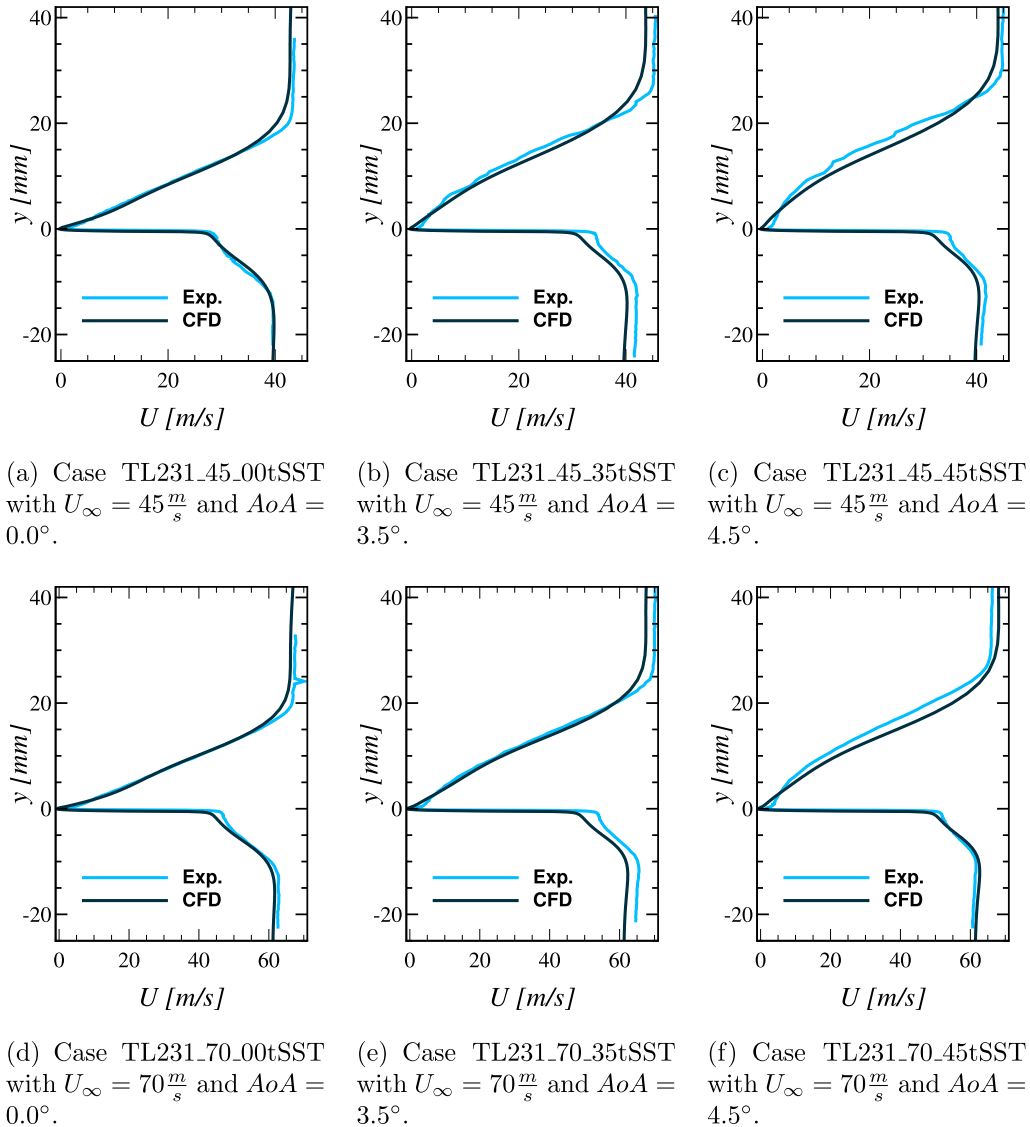 40
20
0
-20
y [mm]
Exp.
CFD
0 20 40
U [m/s]
40
20
0
-20
y [mm]
Exp.
CFD
0 20 40
U [m/s]
40
20
0
-20
y [mm]
Exp.
CFD
0 20 40
U [m/s]
(a) Case TL231_45_00tSST
with U∞ = 45 m/s and AoA =
0.0°.
(b) Case TL231_45_35tSST
with U∞ = 45 m/s and AoA =
3.5°.
(c) Case TL231_45_45tSST
with U∞ = 45 m/s and AoA =
4.5°.
40
20
0
-20
y [mm]
Exp.
CFD
0 20 40 60
U [m/s]
40
20
0
-20
y [mm]
Exp.
CFD
0 20 40 60
U [m/s]
40
20
0
-20
y [mm]
Exp.
CFD
0 20 40 60
U [m/s]
(d) Case TL231_70_00tSST
with U∞ = 70 m/s and AoA =
0.0°.
(e) Case TL231_70_35tSST
with U∞ = 70 m/s and AoA =
3.5°.
(f) Case TL231_70_45tSST
with U∞ = 70 m/s and AoA =
4.5°.